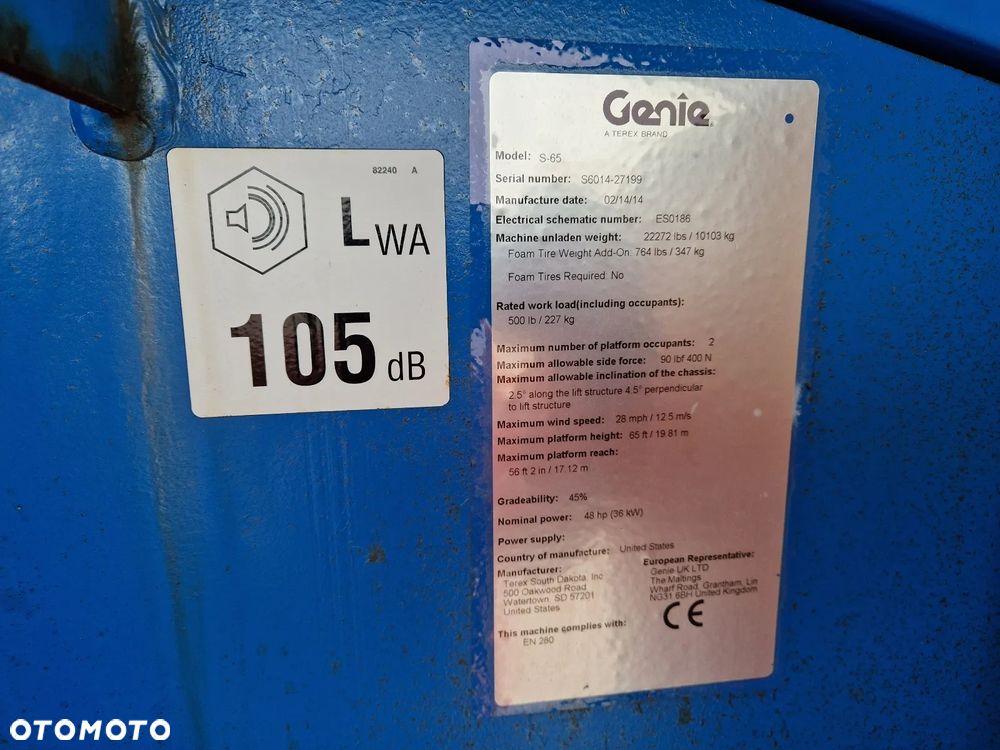 82240 A
LWA
105 dB
Genie
A TEREX BRAND
Model: S-65
Serial number: S6014-27199
Manufacture date: 02/14/14
Electrical schematic number: ES0186
Machine unladen weight: 22272 lbs / 10103 kg
Foam Tire Weight Add-On: 764 lbs / 347 kg
Foam Tires Required: No
Rated work load(including occupants):
500 lb / 227 kg
Maximum number of platform occupants: 2
Maximum allowable side force: 90 lbf 400 N
Maximum allowable inclination of the chassis:
2.5° along the lift structure 4.5° perpendicular
to lift structure
Maximum wind speed: 28 mph / 12.5 m/s
Maximum platform height: 65 ft / 19.81 m
Maximum platform reach:
56 ft 2 in / 17.12 m
Gradeability: 45%
Nominal power: 48 hp (36 kW)
Power supply:
Country of manufacture: United States
Manufacturer:
Terex South Dakota, Inc
500 Oakwood Road
Watertown, SD 57201
United States
European Representative:
Genie UK LTD
The Maltings
Wharf Road, Grantham, Lin
NG31 6BH United Kingdom
CE
This machine complies with:
EN 280
OTOMOTO